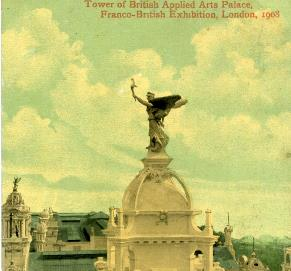 Tower of British Applied Arts Palace,
Franco-British Exhibition, London, 1908